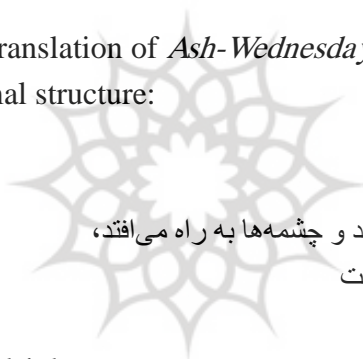 ranslation of Ash-Wednesday
nal structure:
د و چشمه‌ها به راه می‌افتد،
ت